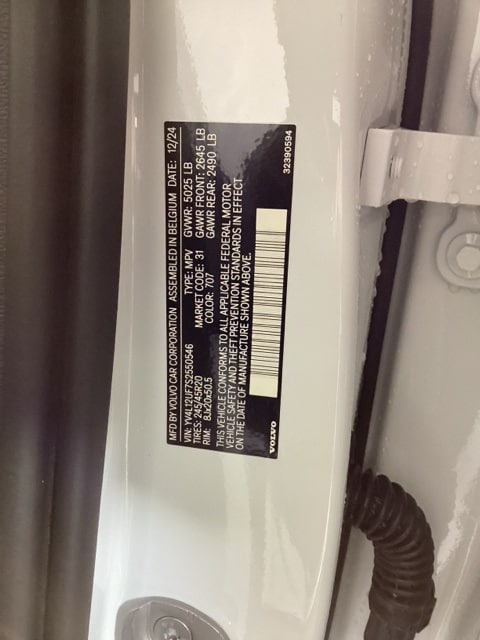 MFD BY VOLVO CAR CORPORATION ASSEMBLED IN BELGIUM DATE: 12/24
VIN: YV4L12UF7S2550546 TYPE: MPV GVWR: 5025 LB
TIRES: 245/45R20 MARKET CODE: 31 GAWR FRONT: 2645 LB
RIM: 8Jx20x50.5 COLOR: 707 GAWR REAR: 2490 LB
THIS VEHICLE CONFORMS TO ALL APPLICABLE FEDERAL MOTOR
VEHICLE SAFETY AND THEFT PREVENTION STANDARDS IN EFFECT
ON THE DATE OF MANUFACTURE SHOWN ABOVE.
VOLVO 32390594